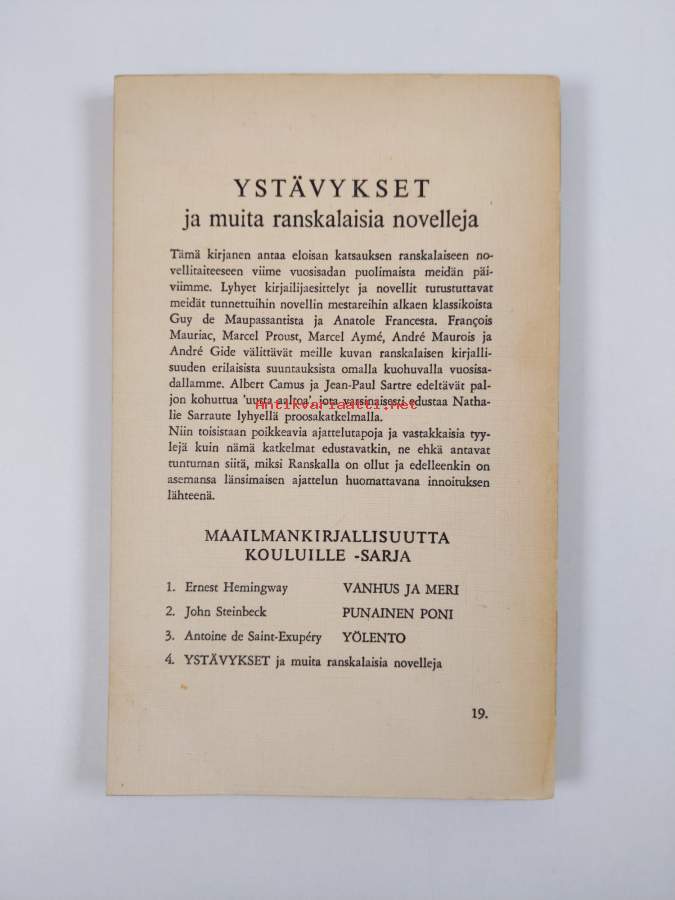 YSTÄVYKSET
ja muita ranskalaisia novelleja
Tämä kirjanen antaa eloisan katsauksen ranskalaiseen no-
vellitaiteeseen viime vuosisadan puolimaista meidän päi-
viimme. Lyhyet kirjailijaesittelyt ja novellit tutustuttavat
meidät tunnettuihin novellin mestareihin alkaen klassikoista
Guy de Maupassantista ja Anatole Francesta. François
Mauriac, Marcel Proust, Marcel Aymé, André Maurois ja
André Gide välittävät meille kuvan ranskalaisen kirjalli-
suuden erilaisista suuntauksista omalla kuohuvalla vuosisa-
dallamme. Albert Camus ja Jean-Paul Sartre edeltävät pal-
jon kohuttua 'uutta aaltoa', jota varsinaisesti edustaa Natha-
Antikvariaatti.net
lie Sarraute lyhyellä proosakatkelmalla.
Niin toisistaan poikkeavia ajattelutapoja ja vastakkaisia tyy-
lejä kuin nämä katkelmat edustavatkin, ne ehkä antavat
tuntuman siitä, miksi Ranskalla on ollut ja edelleenkin on
asemansa länsimaisen ajattelun huomattavana innoituksen
lähteenä.
MAAILMANKIRJALLISUUTTA
KOULUILLE -SARJA
1. Ernest Hemingway VANHUS JA MERI
2. John Steinbeck PUNAINEN PONI
3. Antoine de Saint-Exupéry YÖLENTO
4. YSTÄVYKSET ja muita ranskalaisia novelleja
19.